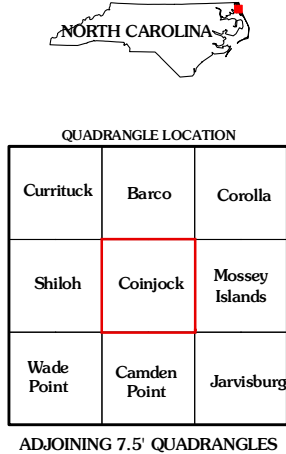 NORTH CAROLINA
QUADRANGLE LOCATION
Currituck Barco Corolla
Shiloh Coinjock Mossey
Islands
Wade
Point Camden
Point Jarvisburg
ADJOINING 7.5' QUADRANGLES